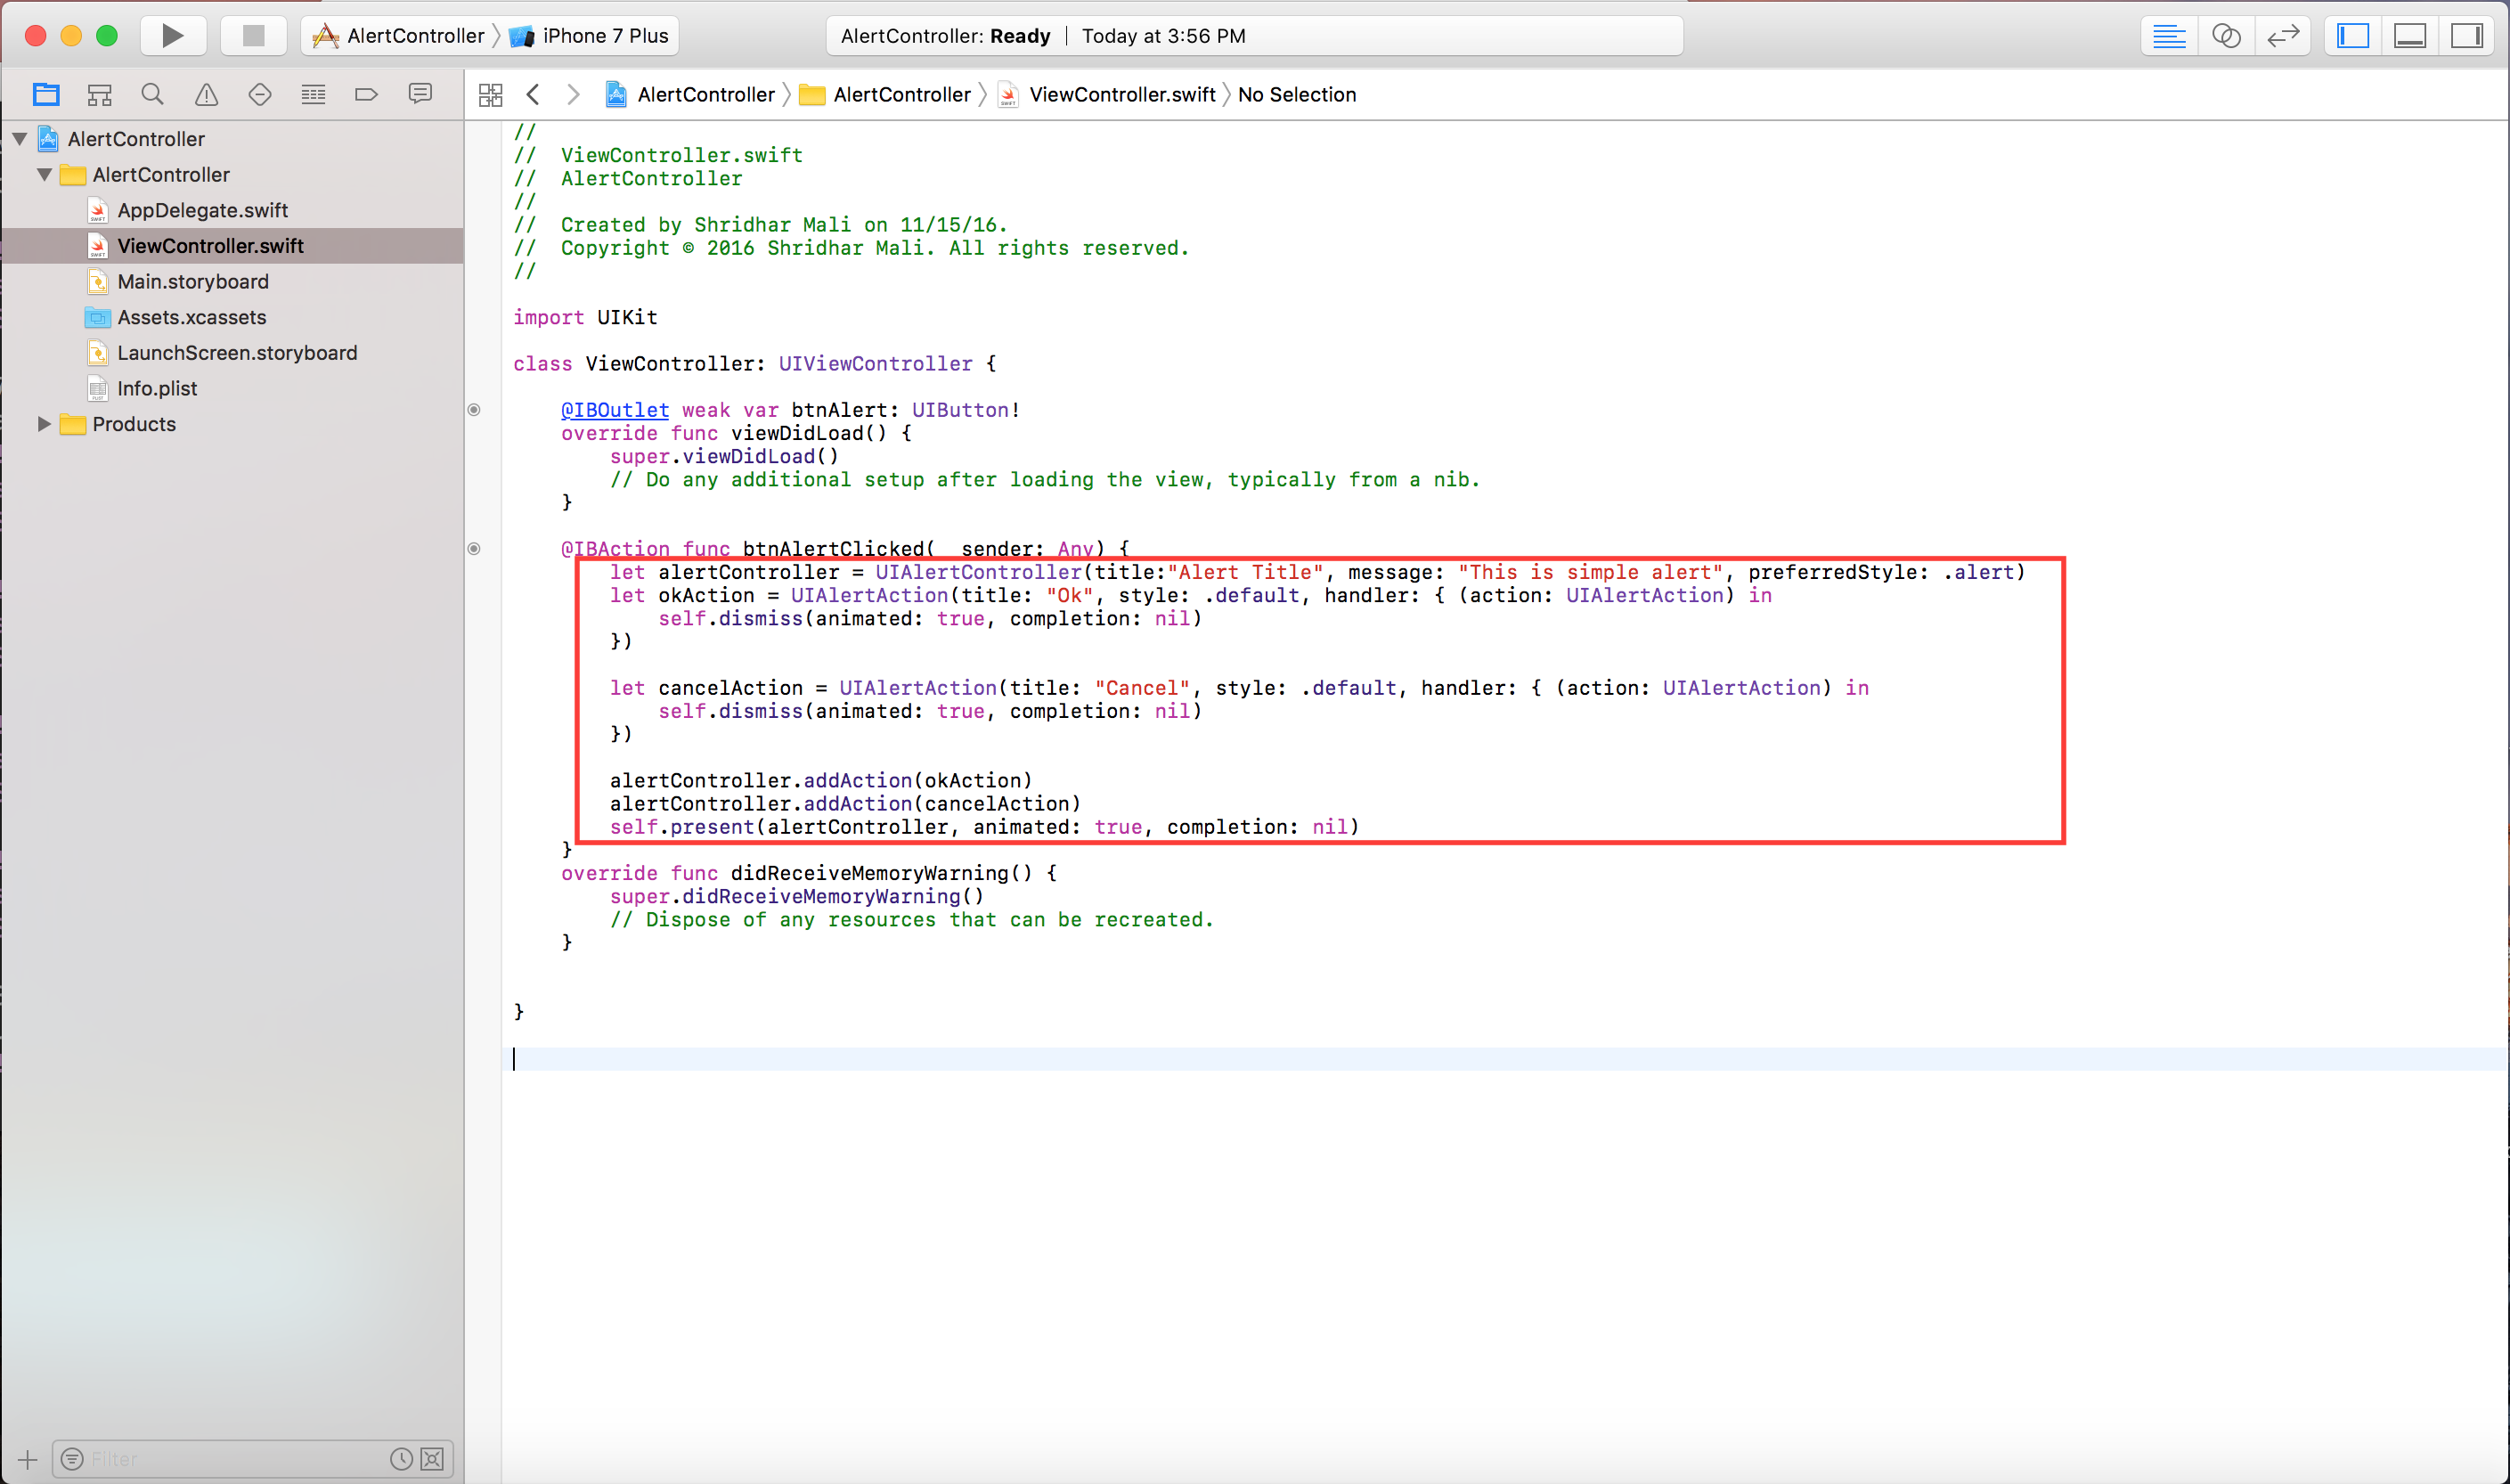 AlertController 〉 iPhone 7 Plus
AlertController: Ready | Today at 3:56 PM
AlertController 〉 AlertController 〉 ViewController.swift 〉 No Selection
AlertController
AlertController
AppDelegate.swift
ViewController.swift
Main.storyboard
Assets.xcassets
LaunchScreen.storyboard
Info.plist
Products
//
//  ViewController.swift
//  AlertController
//
//  Created by Shridhar Mali on 11/15/16.
//  Copyright © 2016 Shridhar Mali. All rights reserved.
//
import UIKit
class ViewController: UIViewController {
    @IBOutlet weak var btnAlert: UIButton!
    override func viewDidLoad() {
        super.viewDidLoad()
        // Do any additional setup after loading the view, typically from a nib.
    }
    @IBAction func btnAlertClicked(_ sender: Any) {
        let alertController = UIAlertController(title:"Alert Title", message: "This is simple alert", preferredStyle: .alert)
        let okAction = UIAlertAction(title: "Ok", style: .default, handler: { (action: UIAlertAction) in
            self.dismiss(animated: true, completion: nil)
        })
        let cancelAction = UIAlertAction(title: "Cancel", style: .default, handler: { (action: UIAlertAction) in
            self.dismiss(animated: true, completion: nil)
        })
        alertController.addAction(okAction)
        alertController.addAction(cancelAction)
        self.present(alertController, animated: true, completion: nil)
    }
    override func didReceiveMemoryWarning() {
        super.didReceiveMemoryWarning()
        // Dispose of any resources that can be recreated.
    }
}
Filter